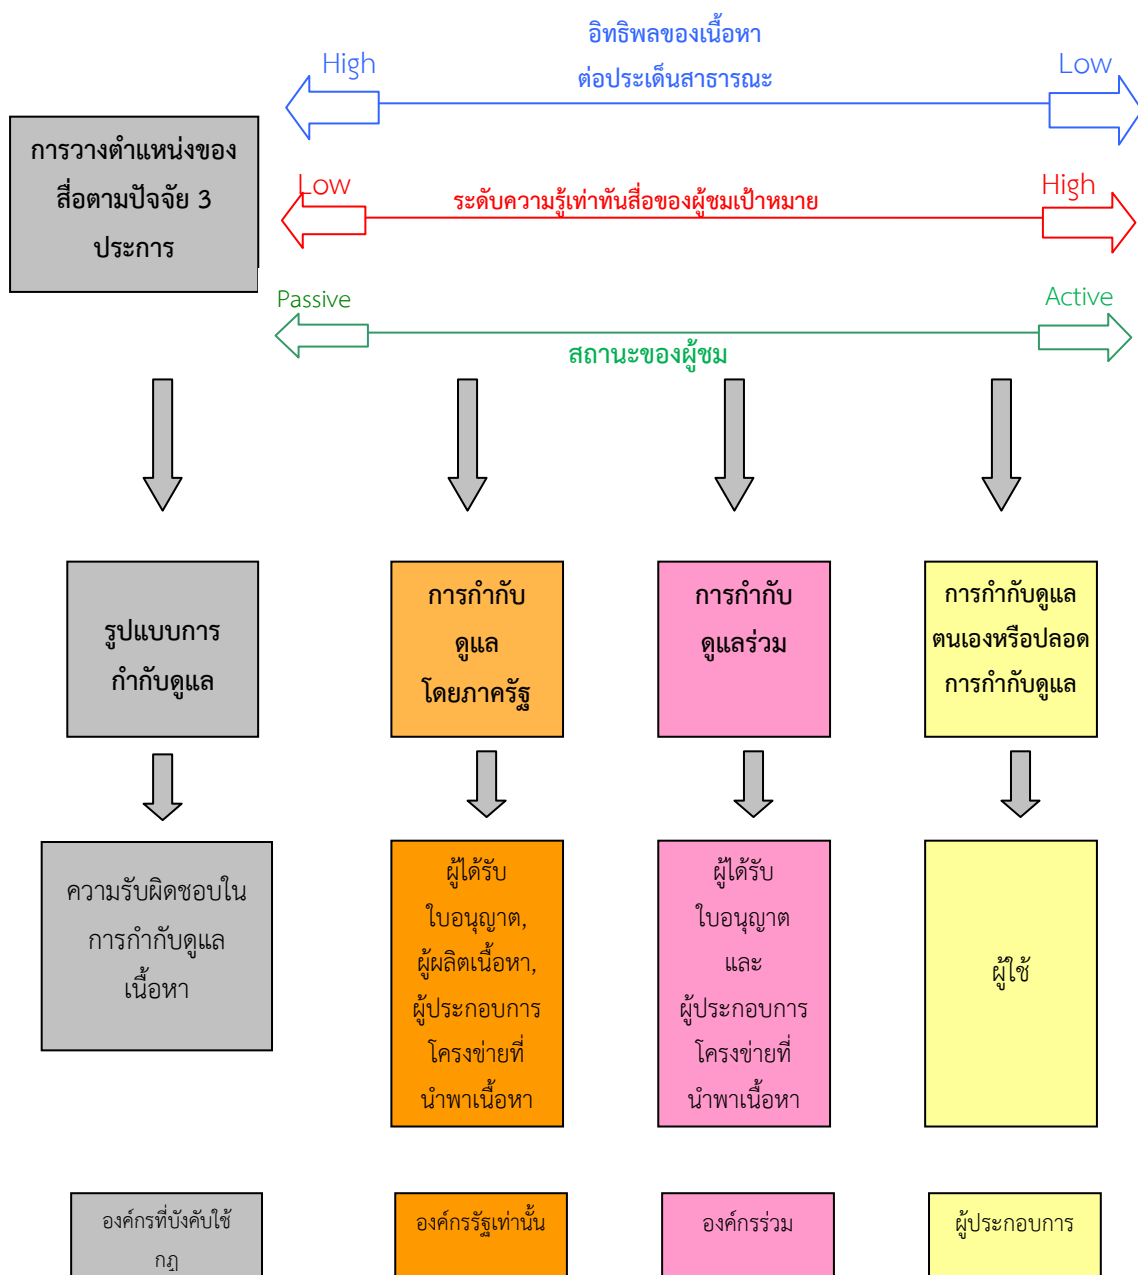 อิทธิพลของเนื้อหา
ต่อประเด็นสาธารณะ
High
Low
การวางตำแหน่งของ
สื่อตามปัจจัย 3
ประการ
Low
ระดับความรู้เท่าทันสื่อของผู้ชมเป้าหมาย
High
Passive
Active
สถานะของผู้ชม
รูปแบบการ
กำกับดูแล
การกำกับ
ดูแล
โดยภาครัฐ
การกำกับ
ดูแลร่วม
การกำกับดูแล
ตนเองหรือปลอด
การกำกับดูแล
ความรับผิดชอบใน
การกำกับดูแล
เนื้อหา
ผู้ได้รับ
ใบอนุญาต,
ผู้ผลิตเนื้อหา,
ผู้ประกอบการ
โครงข่ายที่
นำพาเนื้อหา
ผู้ได้รับ
ใบอนุญาต
และ
ผู้ประกอบการ
โครงข่ายที่
นำพาเนื้อหา
ผู้ใช้
องค์กรที่บังคับใช้
กฎ
องค์กรรัฐเท่านั้น
องค์กรร่วม
ผู้ประกอบการ